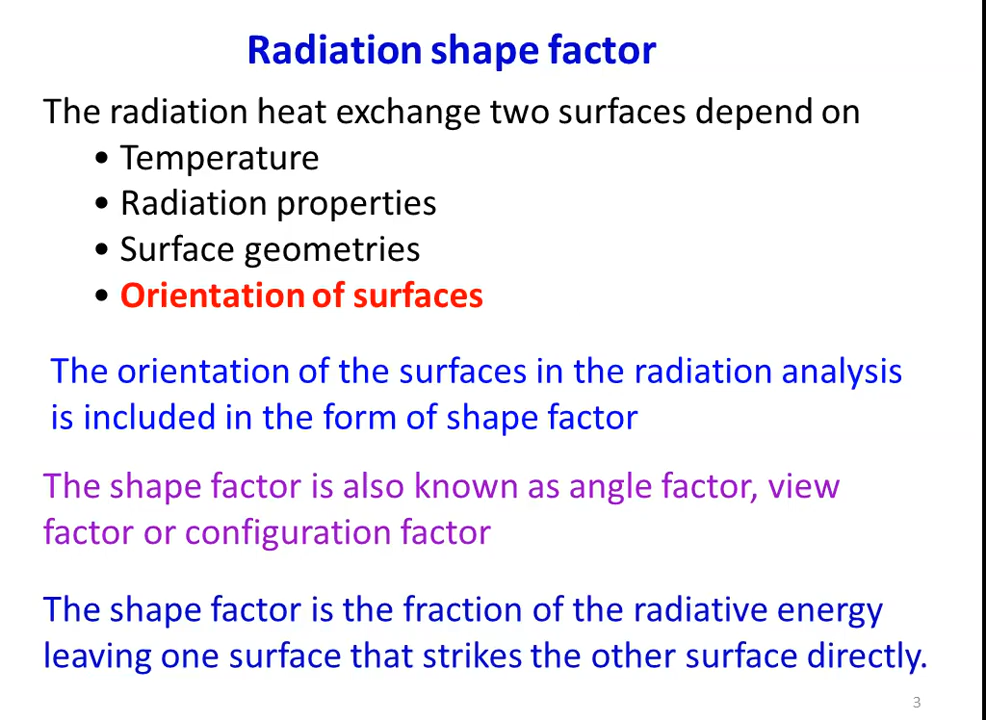 Radiation shape factor
The radiation heat exchange two surfaces depend on
• Temperature
• Radiation properties
• Surface geometries
• Orientation of surfaces
The orientation of the surfaces in the radiation analysis
is included in the form of shape factor
The shape factor is also known as angle factor, view
factor or configuration factor
The shape factor is the fraction of the radiative energy
leaving one surface that strikes the other surface directly.
3